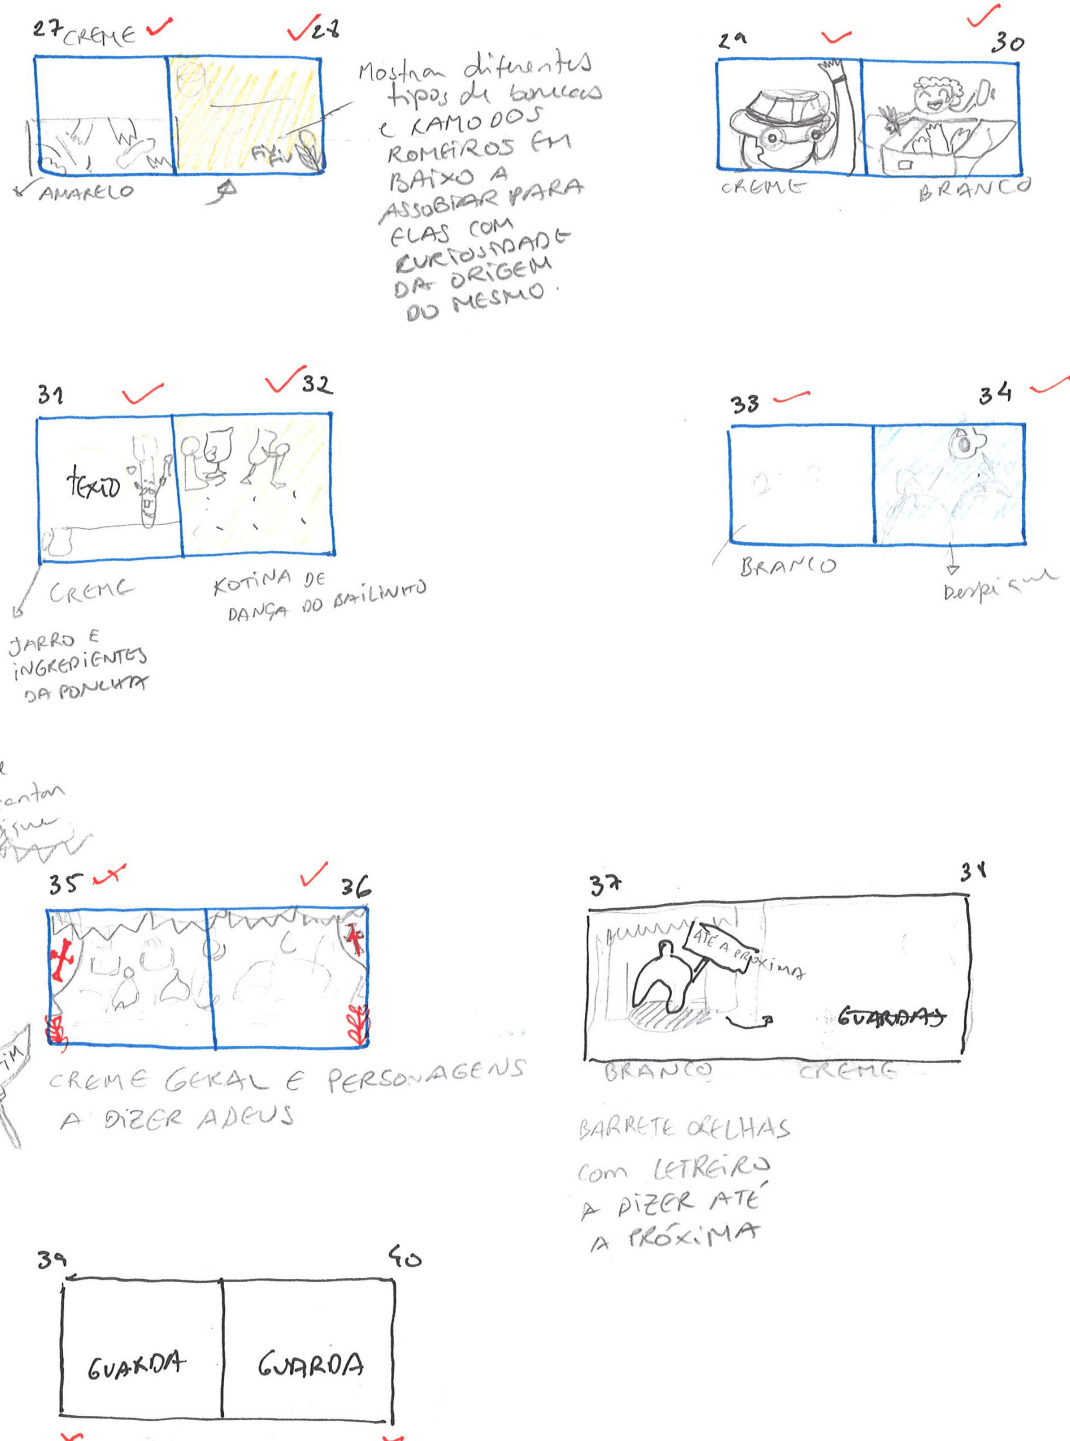 27 CREME
28
Mostrar diferentes
tipos de bonecas
e RAMO DOS
ROMEIROS EM
BAIXO A
ASSOBIAR PARA
ELAS COM
CURIOSIDADE
DA ORIGEM
DO MESMO.
AMARELO
29
30
CREME
BRANCO
31
32
TEXTO
CREME
ROTINA DE
DANÇA DO BAILINHO
JARRO E
INGREDIENTES
DA PONCHA
33
34
BRANCO
Despique
35
36
CREME GERAL E PERSONAGENS
A DIZER ADEUS
37
38
ATÉ A PRÓXIMA
GUARDAS
BRANCO
CREME
BARRETE ORELHAS
com LETREIRO
A DIZER ATÉ
A PRÓXIMA
39
40
GUARDA
GUARDA